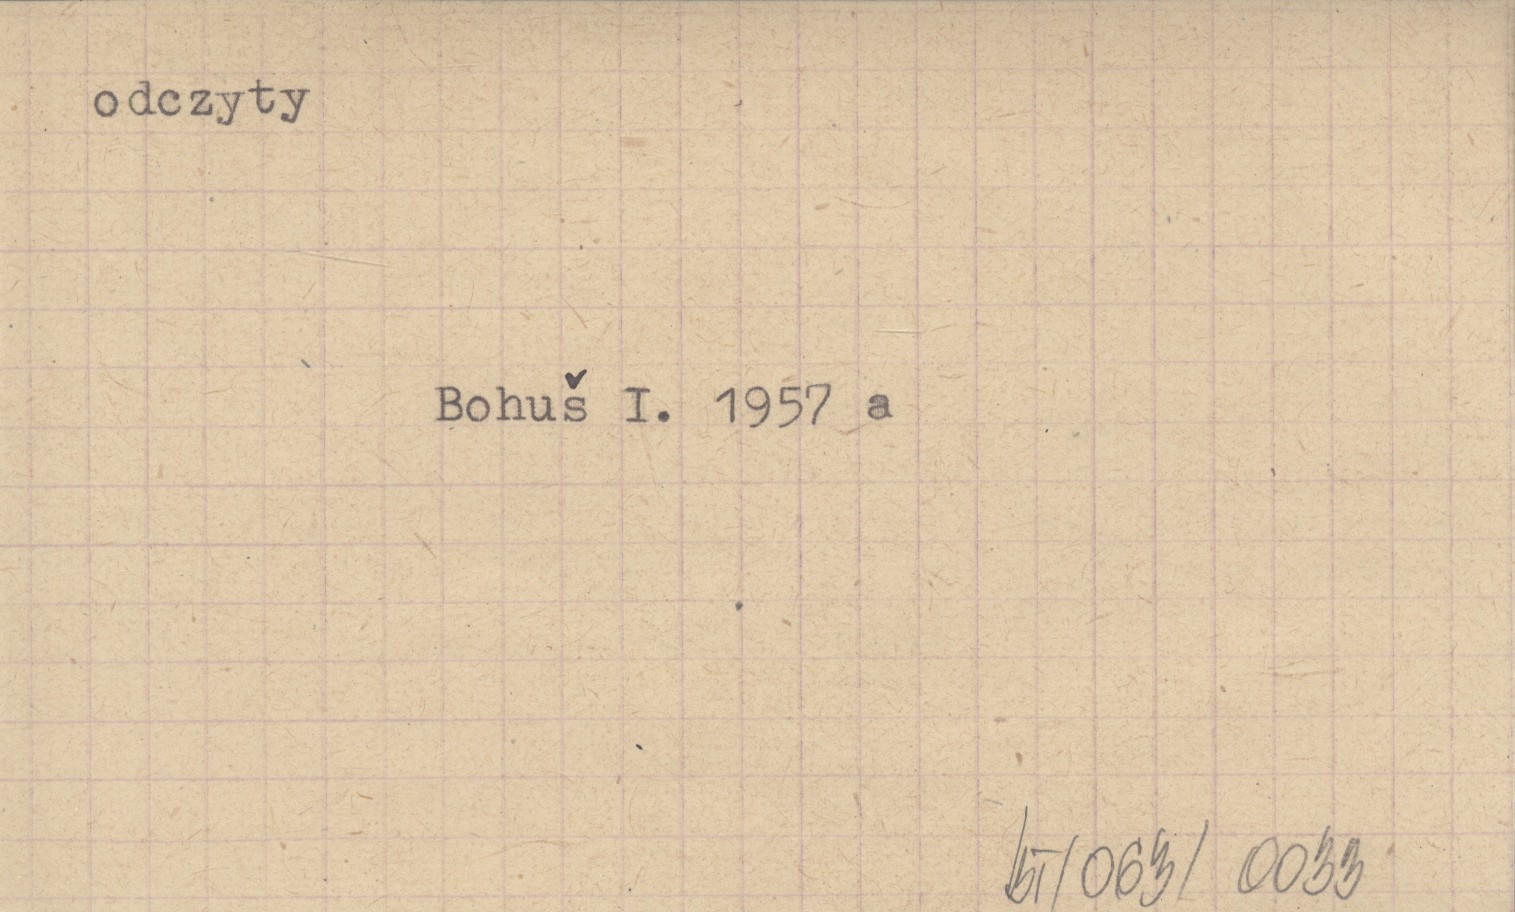 odczyty
Bohuš I. 1957 a
/063/ 0033